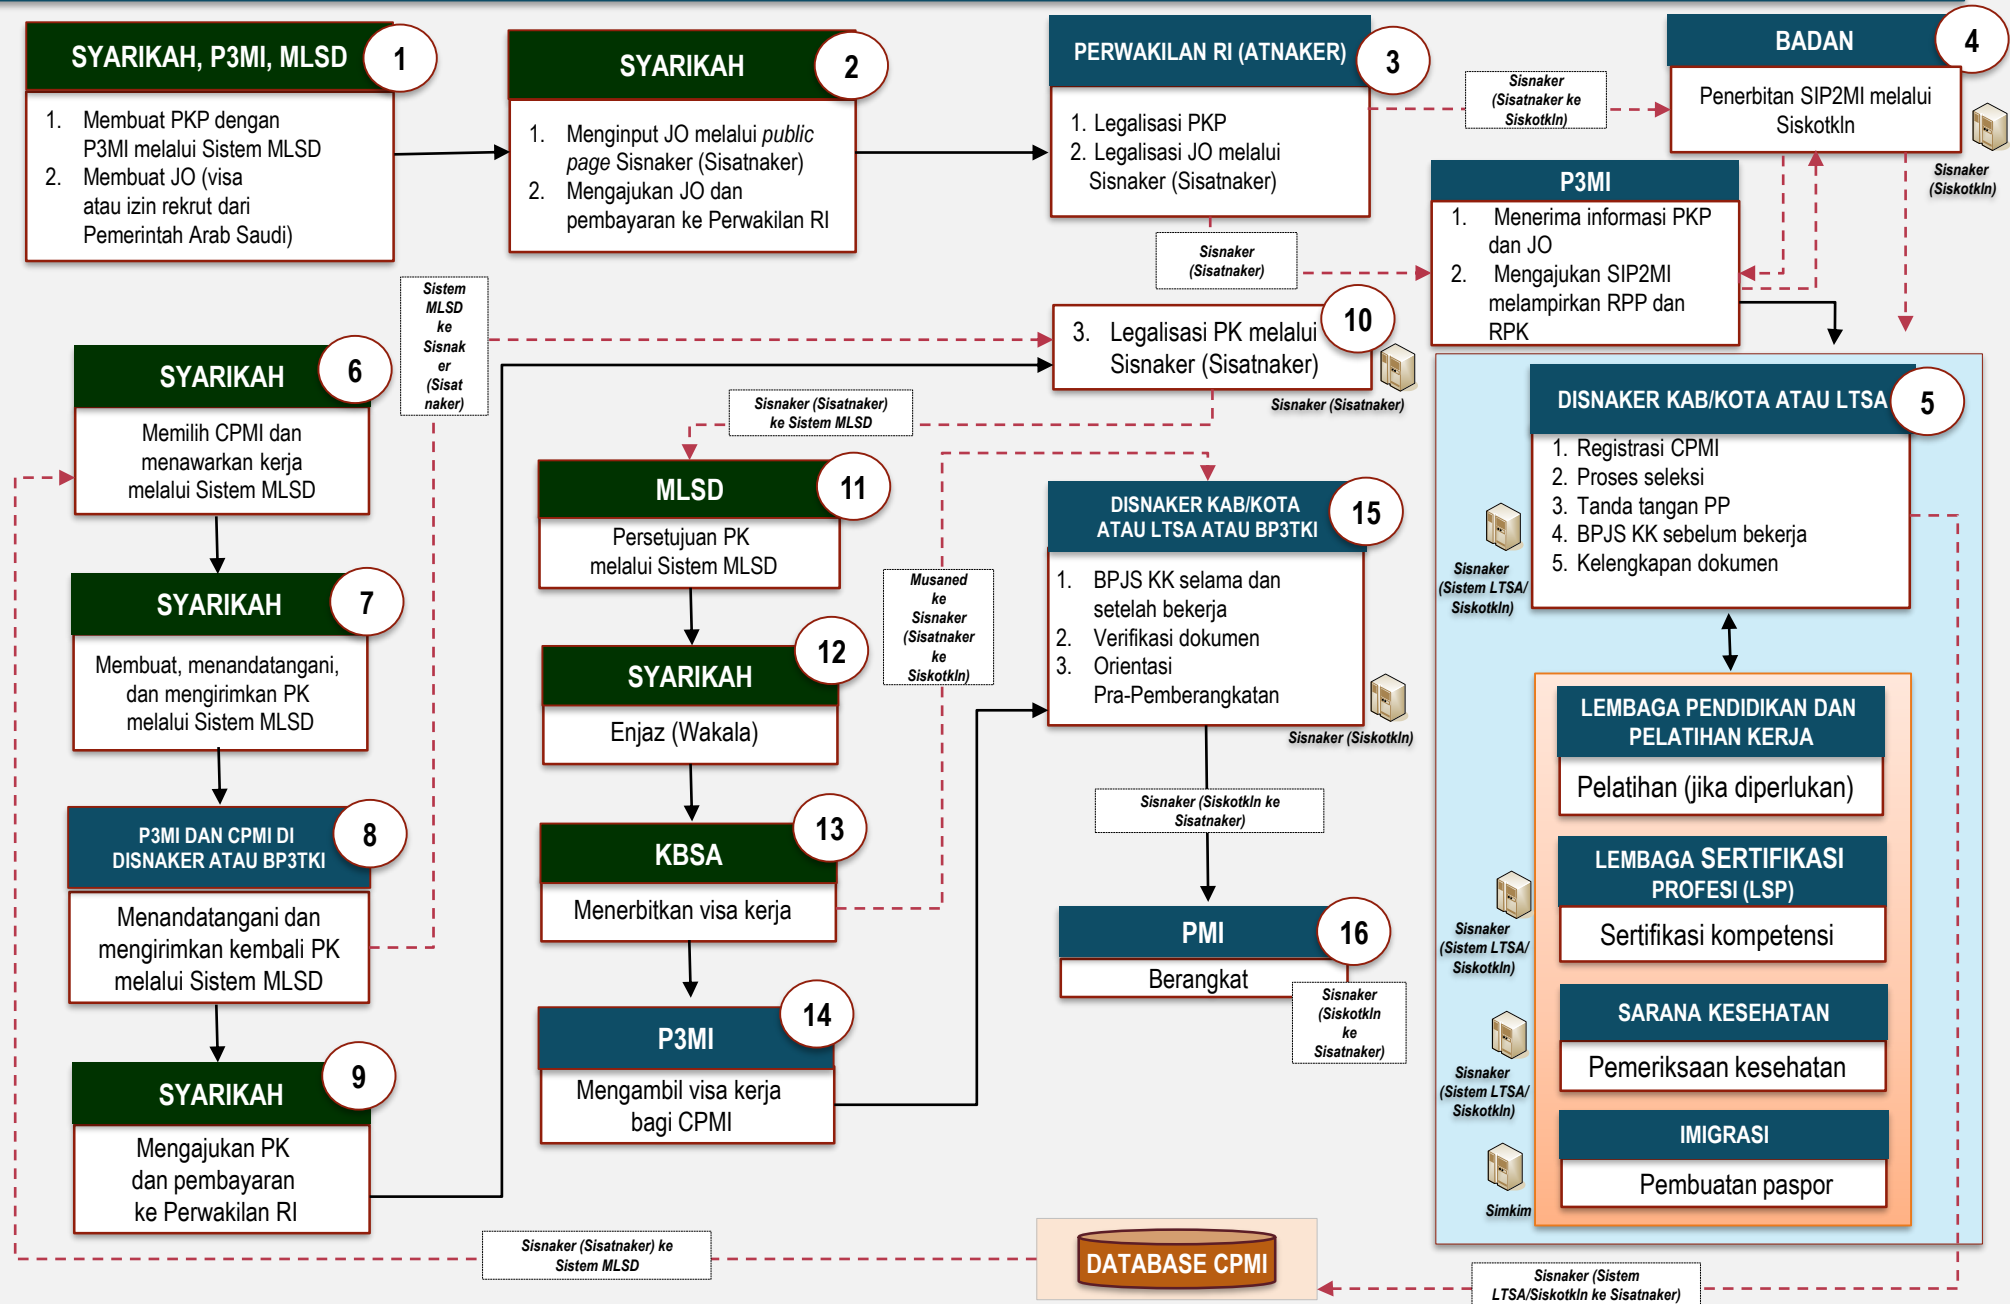 SYARIKAH, P3MI, MLSD
1
1. Membuat PKP dengan
P3MI melalui Sistem MLSD
2. Membuat JO (visa
atau izin rekrut dari
Pemerintah Arab Saudi)
SYARIKAH
2
1. Menginput JO melalui public
page Sisnaker (Sisatnaker)
2. Mengajukan JO dan
pembayaran ke Perwakilan RI
PERWAKILAN RI (ATNAKER)
3
1. Legalisasi PKP
2. Legalisasi JO melalui
Sisnaker (Sisatnaker)
Sisnaker
(Sisatnaker ke
Siskotkln)
BADAN
4
Penerbitan SIP2MI melalui
Siskotkln
Sisnaker
(Siskotkln)
Sisnaker
(Sisatnaker)
P3MI
1. Menerima informasi PKP
dan JO
2. Mengajukan SIP2MI
melampirkan RPP dan
RPK
DISNAKER KAB/KOTA ATAU LTSA
5
1. Registrasi CPMI
2. Proses seleksi
3. Tanda tangan PP
4. BPJS KK sebelum bekerja
5. Kelengkapan dokumen
Sisnaker
(Sistem LTSA/
Siskotkln)
LEMBAGA PENDIDIKAN DAN
PELATIHAN KERJA
Pelatihan (jika diperlukan)
LEMBAGA SERTIFIKASI
PROFESI (LSP)
Sertifikasi kompetensi
Sisnaker
(Sistem LTSA/
Siskotkln)
SARANA KESEHATAN
Pemeriksaan kesehatan
Sisnaker
(Sistem LTSA/
Siskotkln)
IMIGRASI
Pembuatan paspor
Simkim
Sisnaker (Sistem
LTSA/Siskotkln ke Sisatnaker)
DATABASE CPMI
Sisnaker (Sisatnaker) ke
Sistem MLSD
SYARIKAH
6
Memilih CPMI dan
menawarkan kerja
melalui Sistem MLSD
SYARIKAH
7
Membuat, menandatangani,
dan mengirimkan PK
melalui Sistem MLSD
P3MI DAN CPMI DI
DISNAKER ATAU BP3TKI
8
Menandatangani dan
mengirimkan kembali PK
melalui Sistem MLSD
Sistem
MLSD
ke
Sisnak
er
(Sisat
naker)
SYARIKAH
9
Mengajukan PK
dan pembayaran
ke Perwakilan RI
10
3. Legalisasi PK melalui
Sisnaker (Sisatnaker)
Sisnaker (Sisatnaker)
Sisnaker (Sisatnaker)
ke Sistem MLSD
MLSD
11
Persetujuan PK
melalui Sistem MLSD
SYARIKAH
12
Enjaz (Wakala)
KBSA
13
Menerbitkan visa kerja
Musaned
ke
Sisnaker
(Sisatnaker
ke
Siskotkln)
P3MI
14
Mengambil visa kerja
bagi CPMI
DISNAKER KAB/KOTA
ATAU LTSA ATAU BP3TKI
15
1. BPJS KK selama dan
setelah bekerja
2. Verifikasi dokumen
3. Orientasi
Pra-Pemberangkatan
Sisnaker (Siskotkln)
Sisnaker (Siskotkln ke
Sisatnaker)
PMI
16
Berangkat
Sisnaker
(Siskotkln
ke
Sisatnaker)